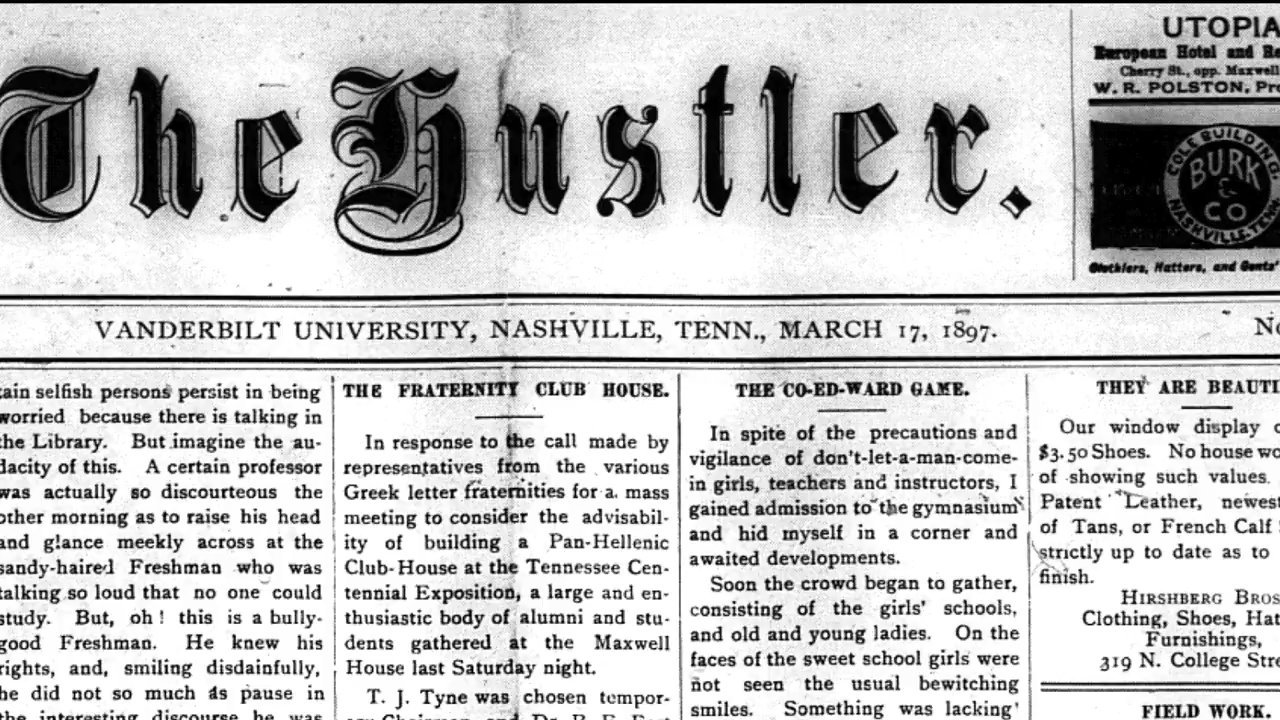 The Hustler.
UTOPIA
European Hotel and
Cherry St., opp. Maxwell
W. R. POLSTON,
COLE BUILDING.
BURK
&
CO
NASHVILLE, TENN.
Clothiers, Hatters, and Gents'
VANDERBILT UNIVERSITY, NASHVILLE, TENN., MARCH 17, 1897.
tain selfish persons persist in being
worried because there is talking in
the Library. But imagine the au-
dacity of this. A certain professor
was actually so discourteous the
other morning as to raise his head
and glance meekly across at the
sandy-haired Freshman who was
talking so loud that no one could
study. But, oh! this is a bully-
good Freshman. He knew his
rights, and, smiling disdainfully,
he did not so much as pause in
the interesting discourse he was
THE FRATERNITY CLUB HOUSE.
In response to the call made by
representatives from the various
Greek letter fraternities for a mass
meeting to consider the advisabil-
ity of building a Pan-Hellenic
Club-House at the Tennessee Cen-
tennial Exposition, a large and en-
thusiastic body of alumni and stu-
dents gathered at the Maxwell
House last Saturday night.
T. J. Tyne was chosen tempor-
THE CO-ED-WARD GAME.
In spite of the precautions and
vigilance of don't-let-a-man-come-
in girls, teachers and instructors, I
gained admission to the gymnasium
and hid myself in a corner and
awaited developments.
Soon the crowd began to gather,
consisting of the girls' schools,
and old and young ladies. On the
faces of the sweet school girls were
not seen the usual bewitching
smiles. Something was lacking
THEY ARE BEAUTI
Our window display
$3.50 Shoes. No house
of showing such values.
Patent Leather, newes
of Tans, or French Calf
strictly up to date as to
finish.
HIRSHBERG BROS
Clothing, Shoes, Hat
Furnishings,
319 N. College Stre
FIELD WORK.